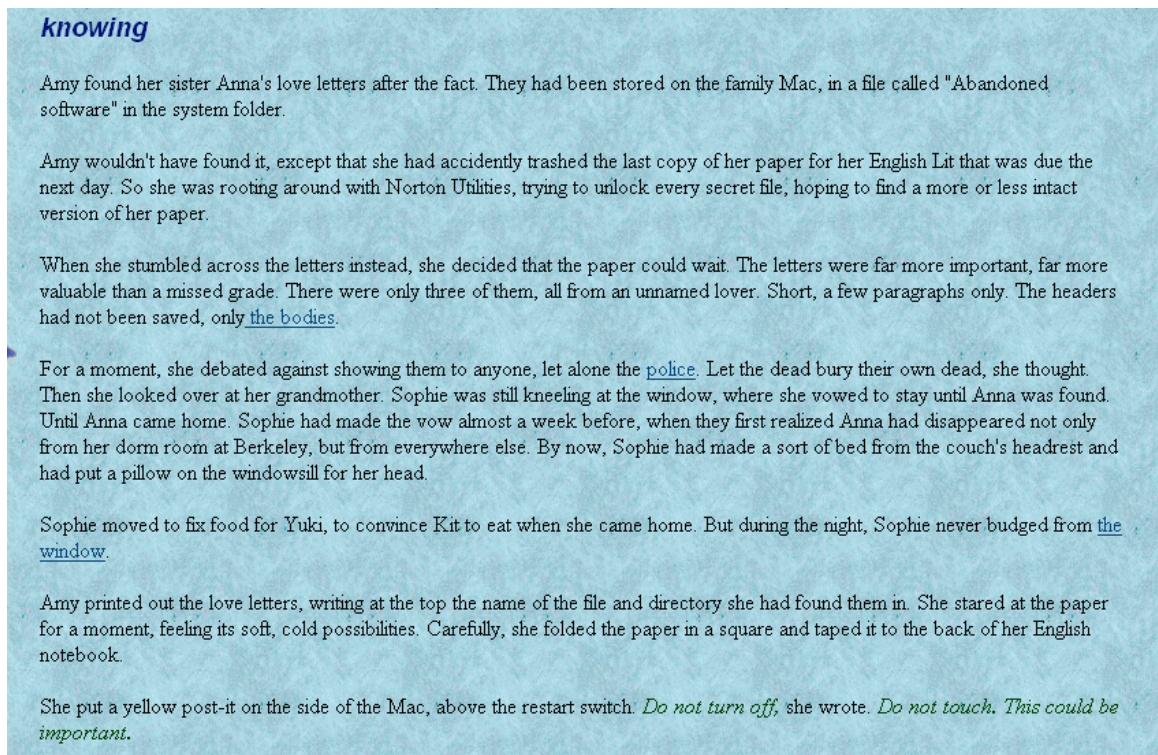 knowing
Amy found her sister Anna's love letters after the fact. They had been stored on the family Mac, in a file called "Abandoned
software" in the system folder.
Amy wouldn't have found it, except that she had accidently trashed the last copy of her paper for her English Lit that was due the
next day. So she was rooting around with Norton Utilities, trying to unlock every secret file, hoping to find a more or less intact
version of her paper.
When she stumbled across the letters instead, she decided that the paper could wait. The letters were far more important, far more
valuable than a missed grade. There were only three of them, all from an unnamed lover. Short, a few paragraphs only. The headers
had not been saved, only the bodies.
For a moment, she debated against showing them to anyone, let alone the police. Let the dead bury their own dead, she thought.
Then she looked over at her grandmother. Sophie was still kneeling at the window, where she vowed to stay until Anna was found.
Until Anna came home. Sophie had made the vow almost a week before, when they first realized Anna had disappeared not only
from her dorm room at Berkeley, but from everywhere else. By now, Sophie had made a sort of bed from the couch's headrest and
had put a pillow on the windowsill for her head.
Sophie moved to fix food for Yuki, to convince Kit to eat when she came home. But during the night, Sophie never budged from the
window.
Amy printed out the love letters, writing at the top the name of the file and directory she had found them in. She stared at the paper
for a moment, feeling its soft, cold possibilities. Carefully, she folded the paper in a square and taped it to the back of her English
notebook.
She put a yellow post-it on the side of the Mac, above the restart switch. Do not turn off, she wrote. Do not touch. This could be
important.